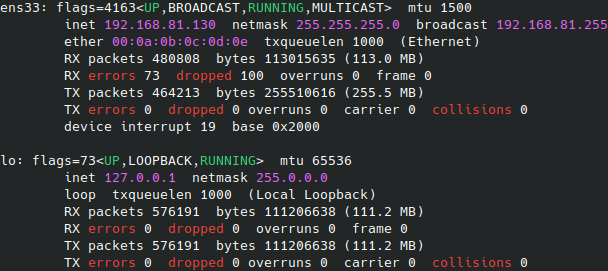 ens33: flags=4163<UP,BROADCAST,RUNNING,MULTICAST>  mtu 1500
        inet 192.168.81.130  netmask 255.255.255.0  broadcast 192.168.81.255
        ether 00:0a:0b:0c:0d:0e  txqueuelen 1000  (Ethernet)
        RX packets 480808  bytes 113015635 (113.0 MB)
        RX errors 73  dropped 100  overruns 0  frame 0
        TX packets 464213  bytes 255510616 (255.5 MB)
        TX errors 0  dropped 0 overruns 0  carrier 0  collisions 0
        device interrupt 19  base 0x2000
lo: flags=73<UP,LOOPBACK,RUNNING>  mtu 65536
        inet 127.0.0.1  netmask 255.0.0.0
        loop  txqueuelen 1000  (Local Loopback)
        RX packets 576191  bytes 111206638 (111.2 MB)
        RX errors 0  dropped 0  overruns 0  frame 0
        TX packets 576191  bytes 111206638 (111.2 MB)
        TX errors 0  dropped 0 overruns 0  carrier 0  collisions 0